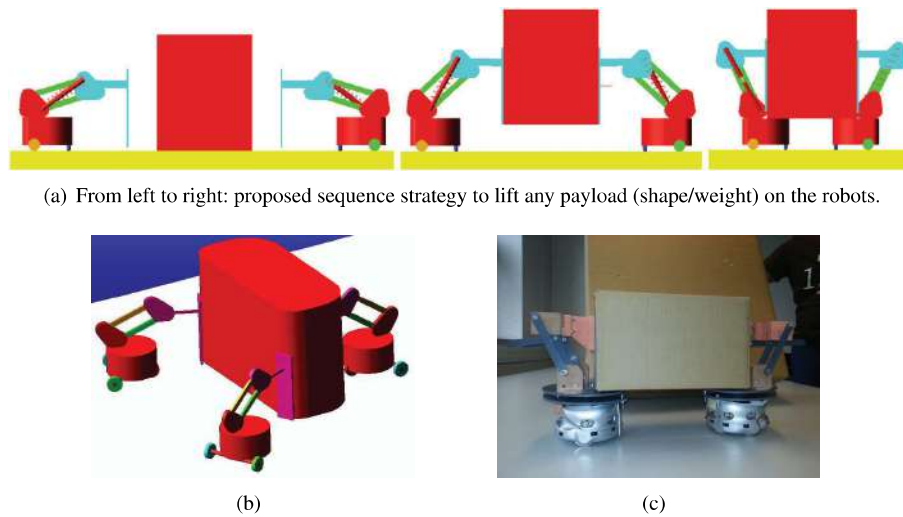 (a) From left to right: proposed sequence strategy to lift any payload (shape/weight) on the robots.
(b)
(c)